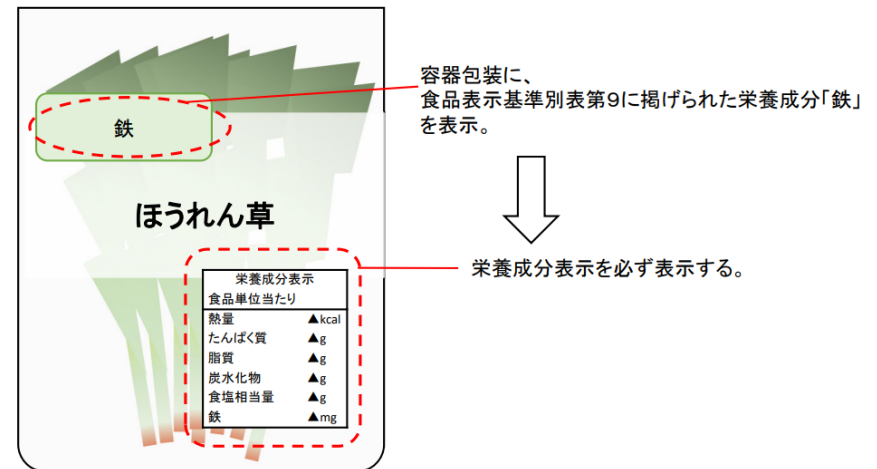 鉄
ほうれん草
栄養成分表示
食品単位当たり
熱量 ▲kcal
たんぱく質 ▲g
脂質 ▲g
炭水化物 ▲g
食塩相当量 ▲g
鉄 ▲mg
容器包装に、
食品表示基準別表第9に掲げられた栄養成分「鉄」
を表示。
栄養成分表示を必ず表示する。